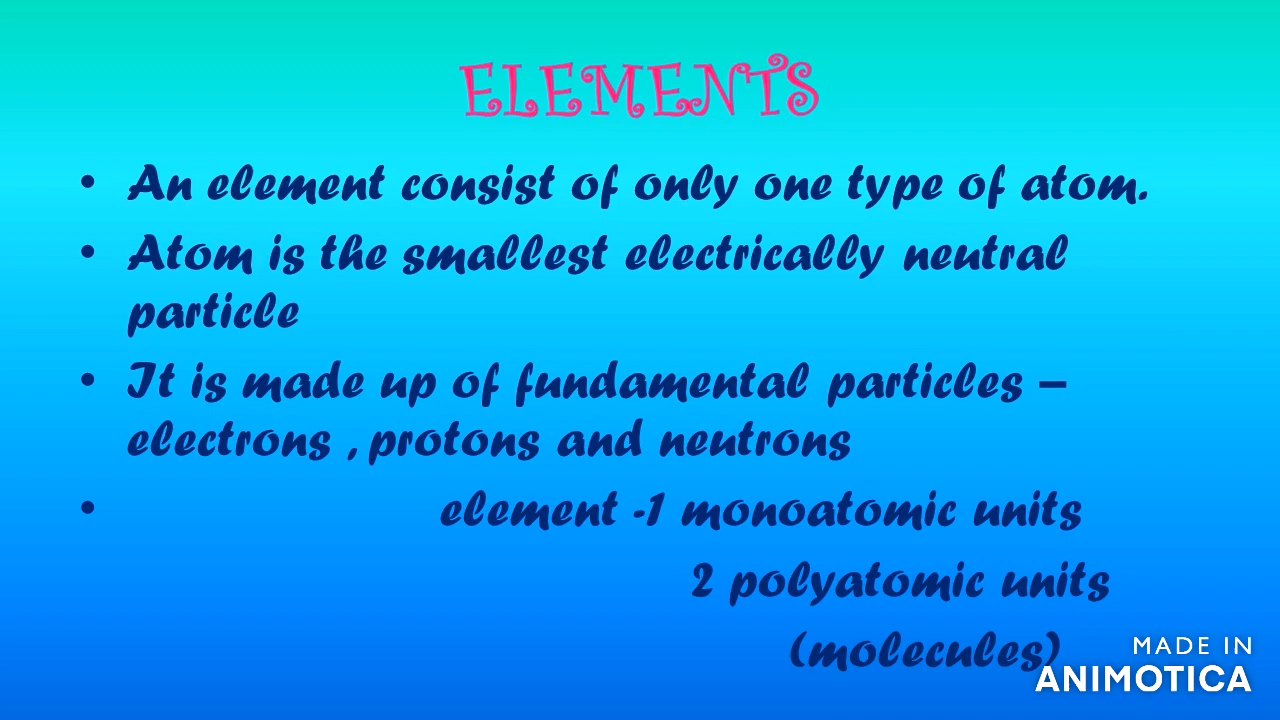 ELEMENTS
• An element consist of only one type of atom.
• Atom is the smallest electrically neutral
particle
• It is made up of fundamental particles –
electrons , protons and neutrons
• element -1 monoatomic units
2 polyatomic units
(molecules)
MADE IN
ANIMOTICA